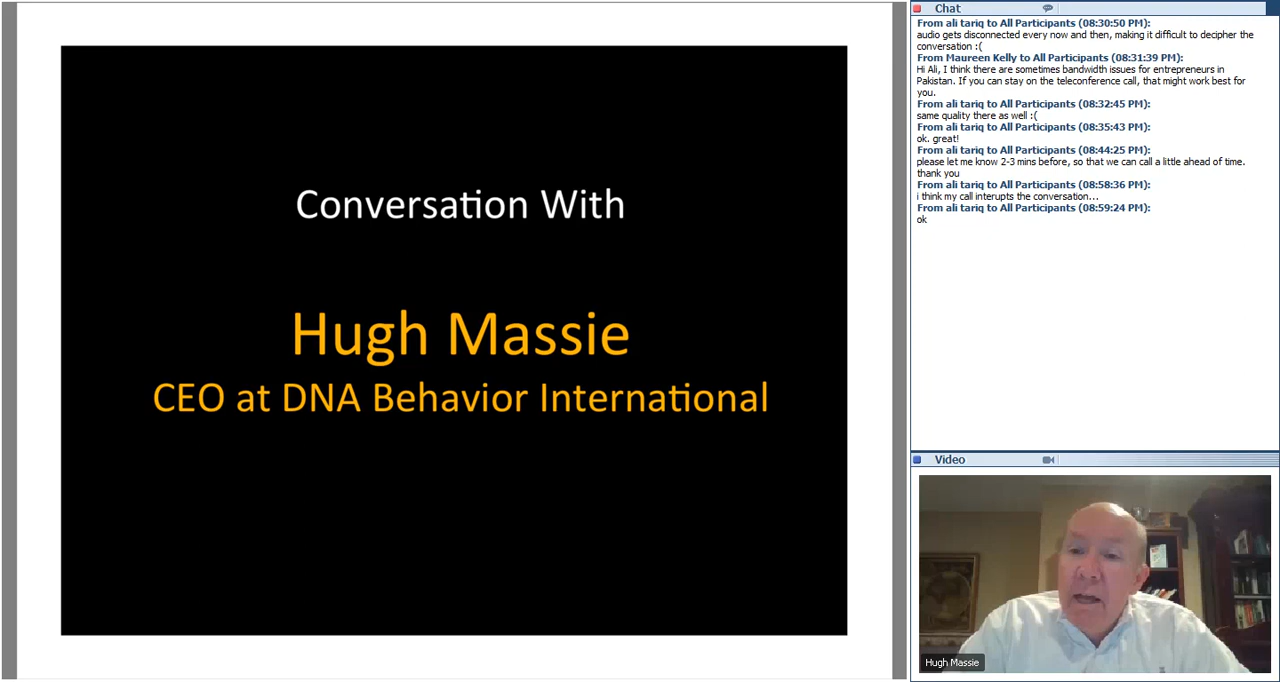 Conversation With
Hugh Massie
CEO at DNA Behavior International
Chat
From ali tariq to All Participants (08:30:50 PM):
audio gets disconnected every now and then, making it difficult to decipher the
conversation :(
From Maureen Kelly to All Participants (08:31:39 PM):
Hi Ali, I think there are sometimes bandwidth issues for entrepreneurs in
Pakistan. If you can stay on the teleconference call, that might work best for
you.
From ali tariq to All Participants (08:32:45 PM):
same quality there as well :(
From ali tariq to All Participants (08:35:43 PM):
ok. great!
From ali tariq to All Participants (08:44:25 PM):
please let me know 2-3 mins before, so that we can call a little ahead of time.
thank you
From ali tariq to All Participants (08:58:36 PM):
i think my call interupts the conversation...
From ali tariq to All Participants (08:59:24 PM):
ok
Video
Hugh Massie